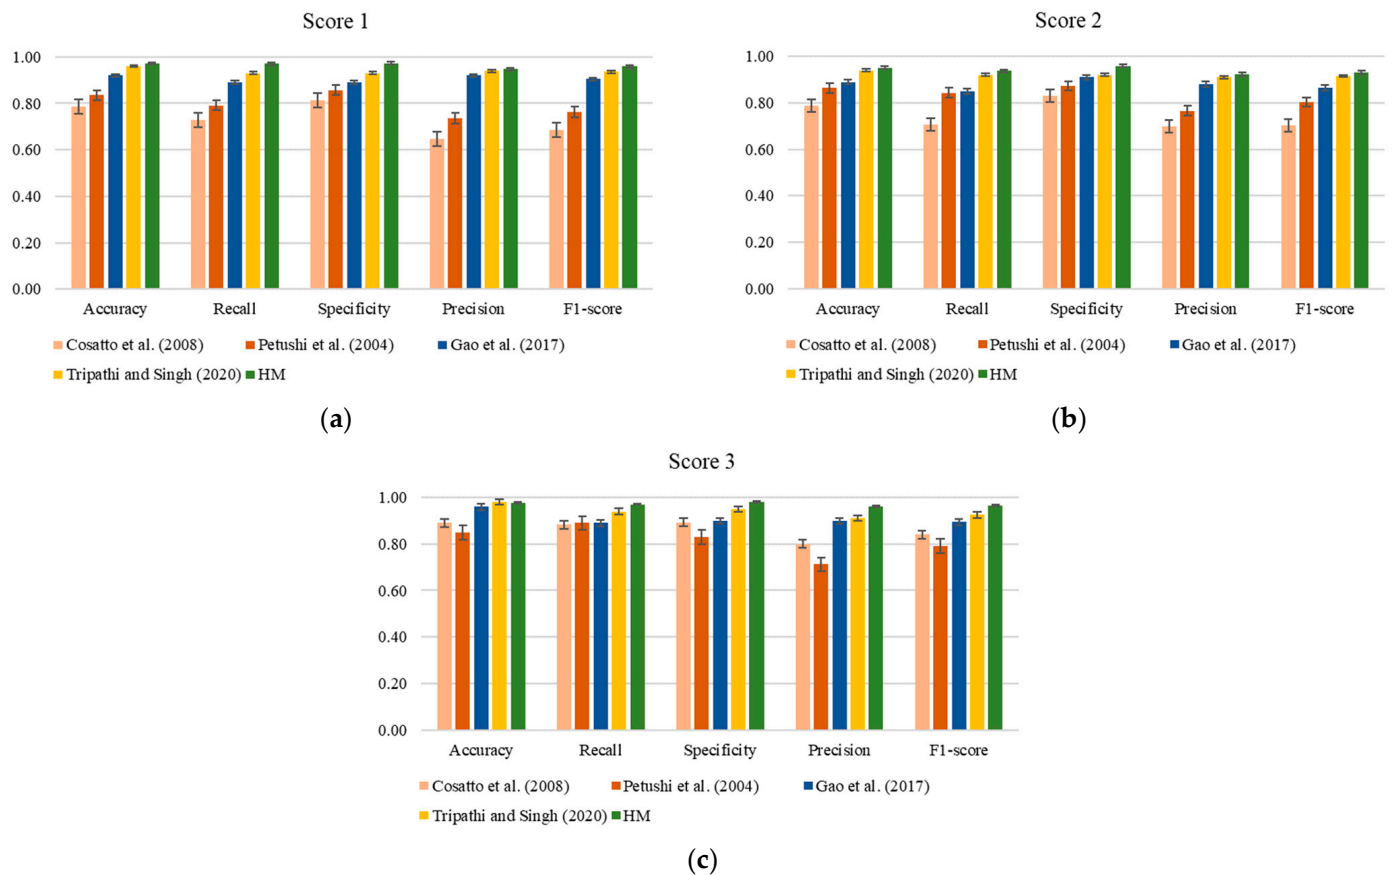 Score 1
1.00
0.80
0.60
0.40
0.20
0.00
Accuracy Recall Specificity Precision F1-score
Cosatto et al. (2008) Petushi et al. (2004) Gao et al. (2017)
Tripathi and Singh (2020) HM
(a)
Score 2
1.00
0.80
0.60
0.40
0.20
0.00
Accuracy Recall Specificity Precision F1-score
Cosatto et al. (2008) Petushi et al. (2004) Gao et al. (2017)
Tripathi and Singh (2020) HM
(b)
Score 3
1.00
0.80
0.60
0.40
0.20
0.00
Accuracy Recall Specificity Precision F1-score
Cosatto et al. (2008) Petushi et al. (2004) Gao et al. (2017)
Tripathi and Singh (2020) HM
(c)